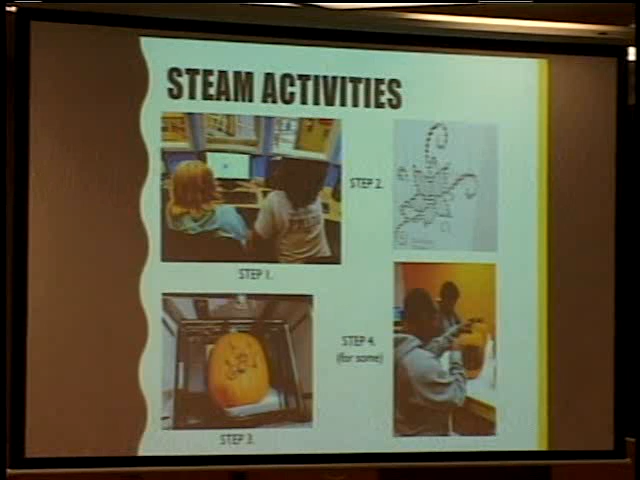 STEAM ACTIVITIES
STEP 2.
STEP 1.
STEP 4.
(for some)
STEP 3.